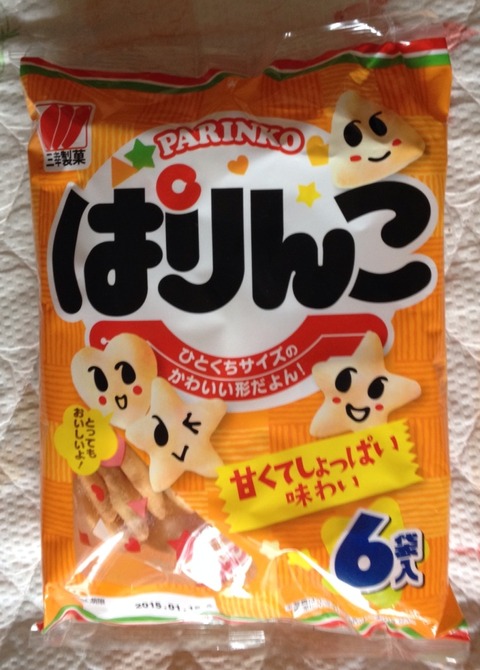 三幸製菓
PARINKO
ぱりんこ
ひとくちサイズの
かわいい形だよん!
とっても
おいしいよ!
甘くてしょっぱい
味わい
6袋入
2015.01.1